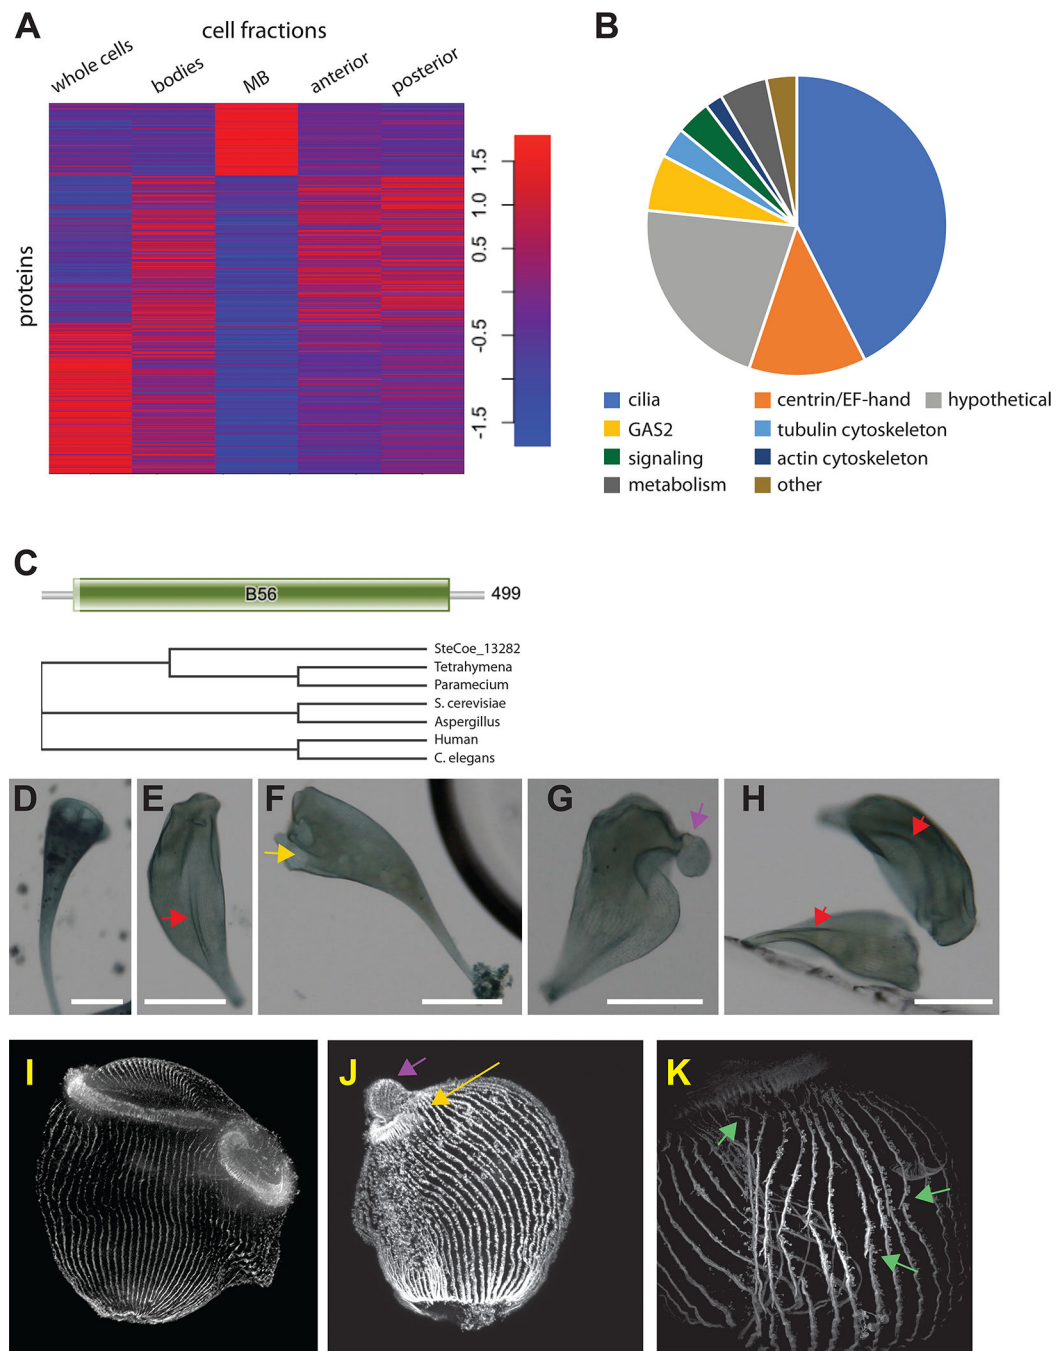 A
cell fractions
whole cells
bodies
MB
anterior
posterior
proteins
1.5
1.0
0.5
-0.5
-1.5
B
cilia
centrin/EF-hand
hypothetical
GAS2
tubulin cytoskeleton
signaling
actin cytoskeleton
metabolism
other
C
B56
499
SteCoe_13282
Tetrahymena
Paramecium
S. cerevisiae
Aspergillus
Human
C. elegans
D
E
F
G
H
I
J
K